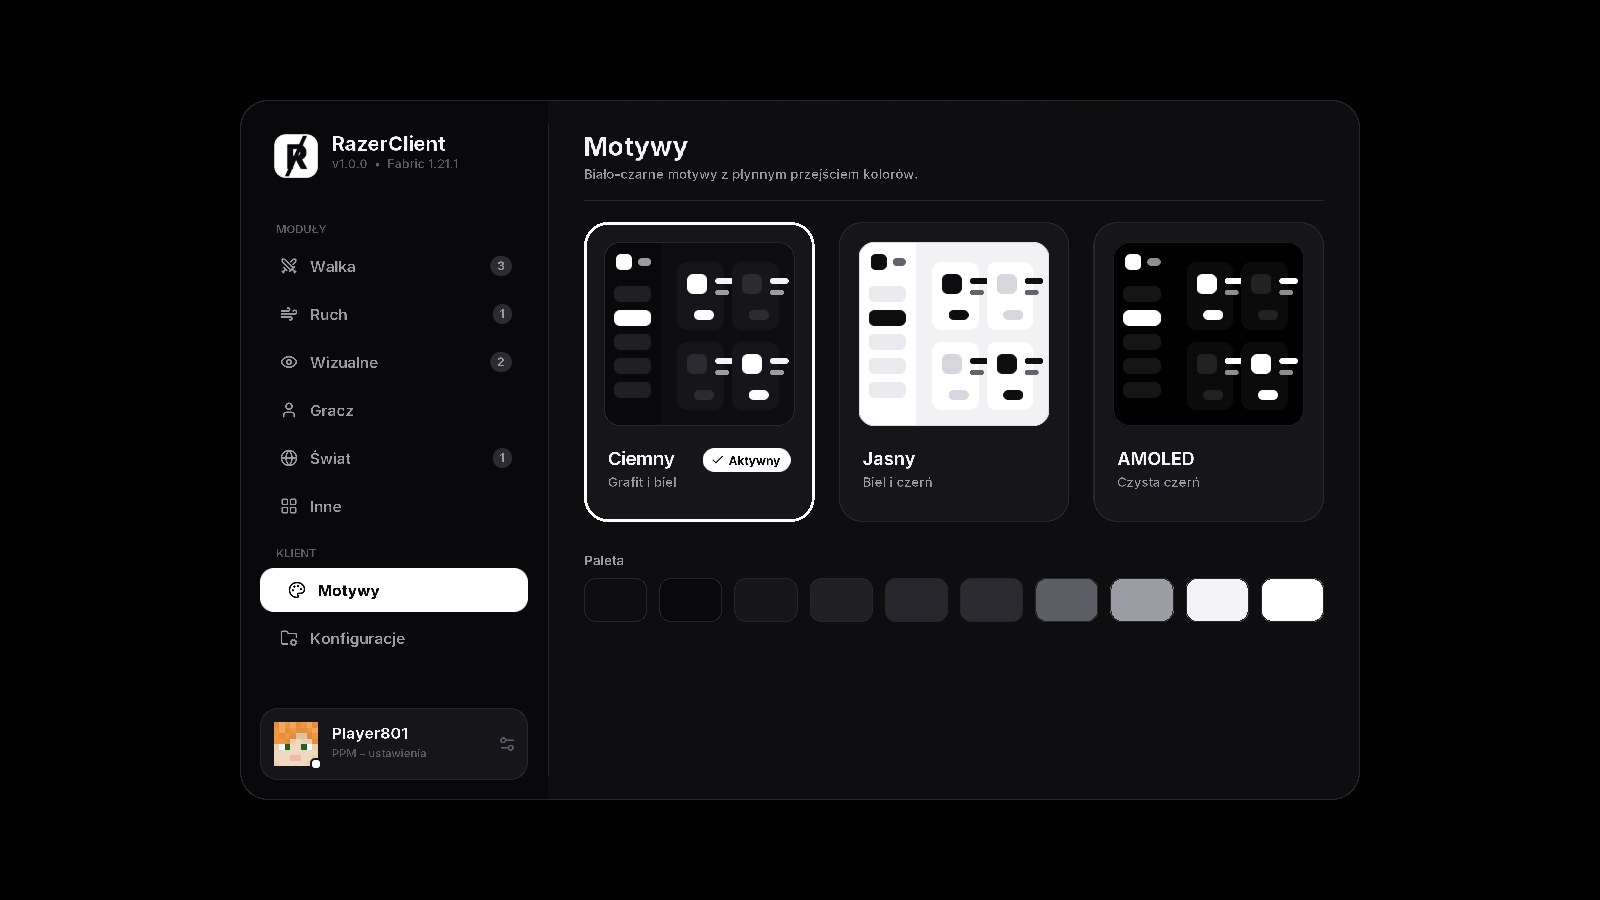 RazerClient
v1.0.0 • Fabric 1.21.1
MODUŁY
Walka 3
Ruch 1
Wizualne 2
Gracz
Świat 1
Inne
KLIENT
Motywy
Konfiguracje
Player801
PPM – ustawienia
Motywy
Biało-czarne motywy z płynnym przejściem kolorów.
Ciemny
Aktywny
Grafit i biel
Jasny
Biel i czerń
AMOLED
Czysta czerń
Paleta